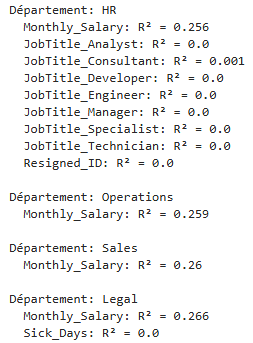 Département: HR
Monthly_Salary: R² = 0.256
JobTitle_Analyst: R² = 0.0
JobTitle_Consultant: R² = 0.001
JobTitle_Developer: R² = 0.0
JobTitle_Engineer: R² = 0.0
JobTitle_Manager: R² = 0.0
JobTitle_Specialist: R² = 0.0
JobTitle_Technician: R² = 0.0
Resigned_ID: R² = 0.0
Département: Operations
Monthly_Salary: R² = 0.259
Département: Sales
Monthly_Salary: R² = 0.26
Département: Legal
Monthly_Salary: R² = 0.266
Sick_Days: R² = 0.0